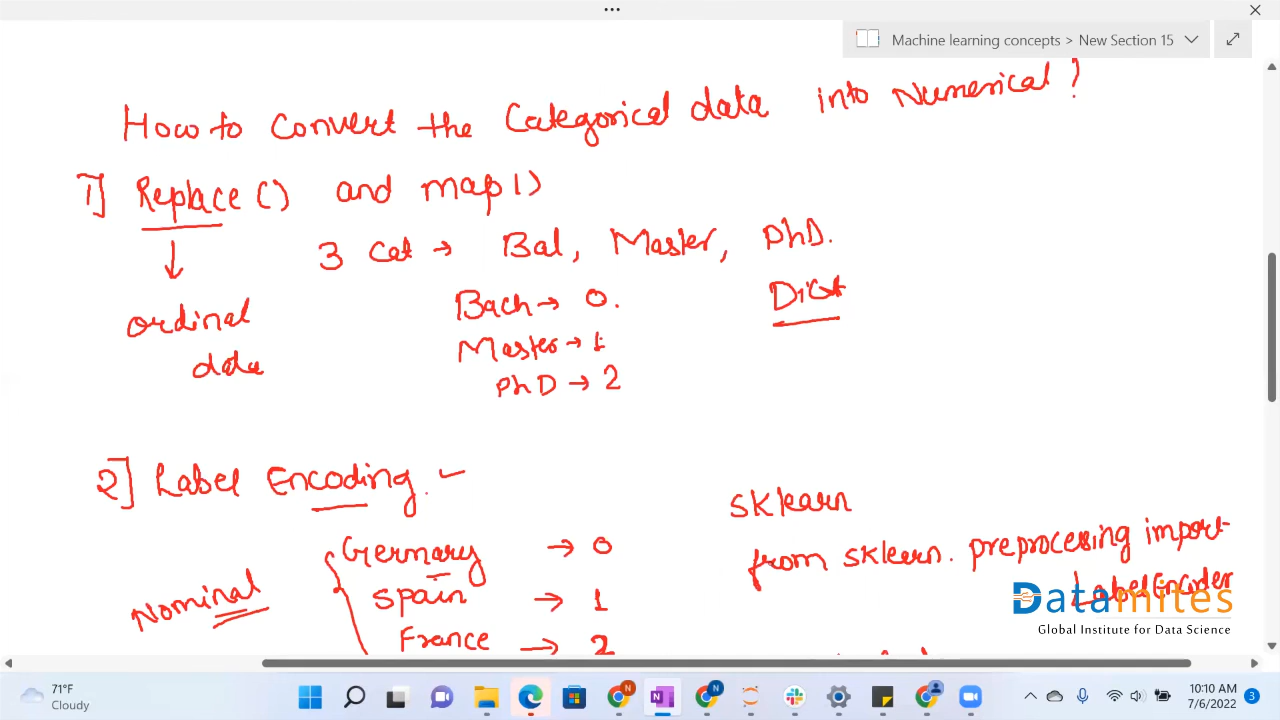 Machine learning concepts > New Section 15
How to convert the Categorical data into Numerical?
1] Replace() and map()
3 Cat → Bal, Master, PhD.
ordinal data
Bach → 0.
Master → 1
PhD → 2
Dict
2] Label Encoding.
Nominal
Germany → 0
Spain → 1
France → 2
sklearn
from sklearn. preprocessing import
LabelEncoder
Datamites
Global Institute for Data Science
71°F
Cloudy
10:10 AM
7/6/2022
3